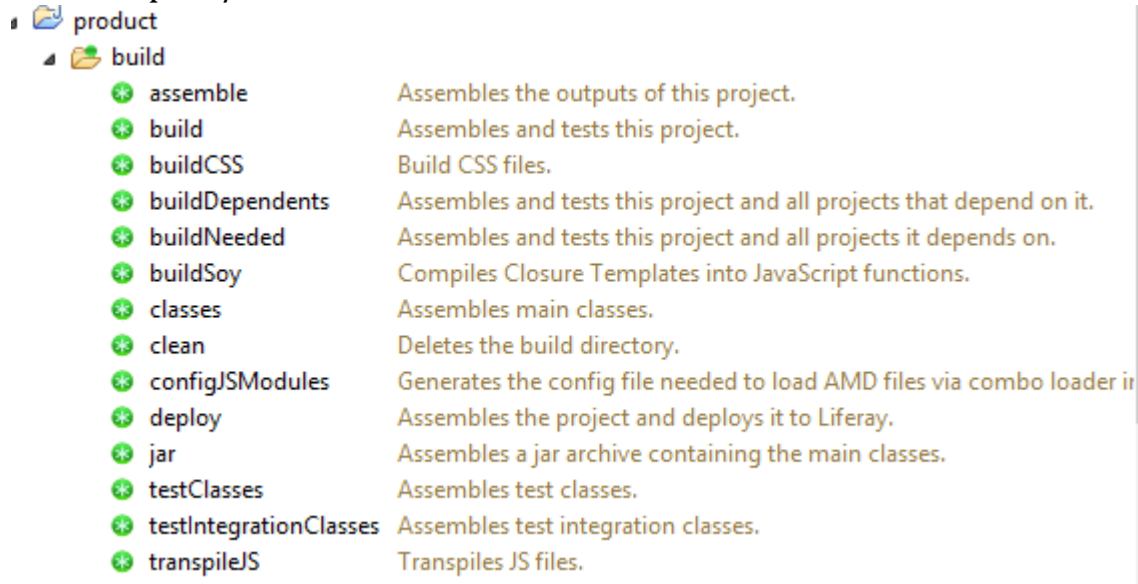 product
build
assemble Assembles the outputs of this project.
build Assembles and tests this project.
buildCSS Build CSS files.
buildDependents Assembles and tests this project and all projects that depend on it.
buildNeeded Assembles and tests this project and all projects it depends on.
buildSoy Compiles Closure Templates into JavaScript functions.
classes Assembles main classes.
clean Deletes the build directory.
configJSModules Generates the config file needed to load AMD files via combo loader
deploy Assembles the project and deploys it to Liferay.
jar Assembles a jar archive containing the main classes.
testClasses Assembles test classes.
testIntegrationClasses Assembles test integration classes.
transpileJS Transpiles JS files.